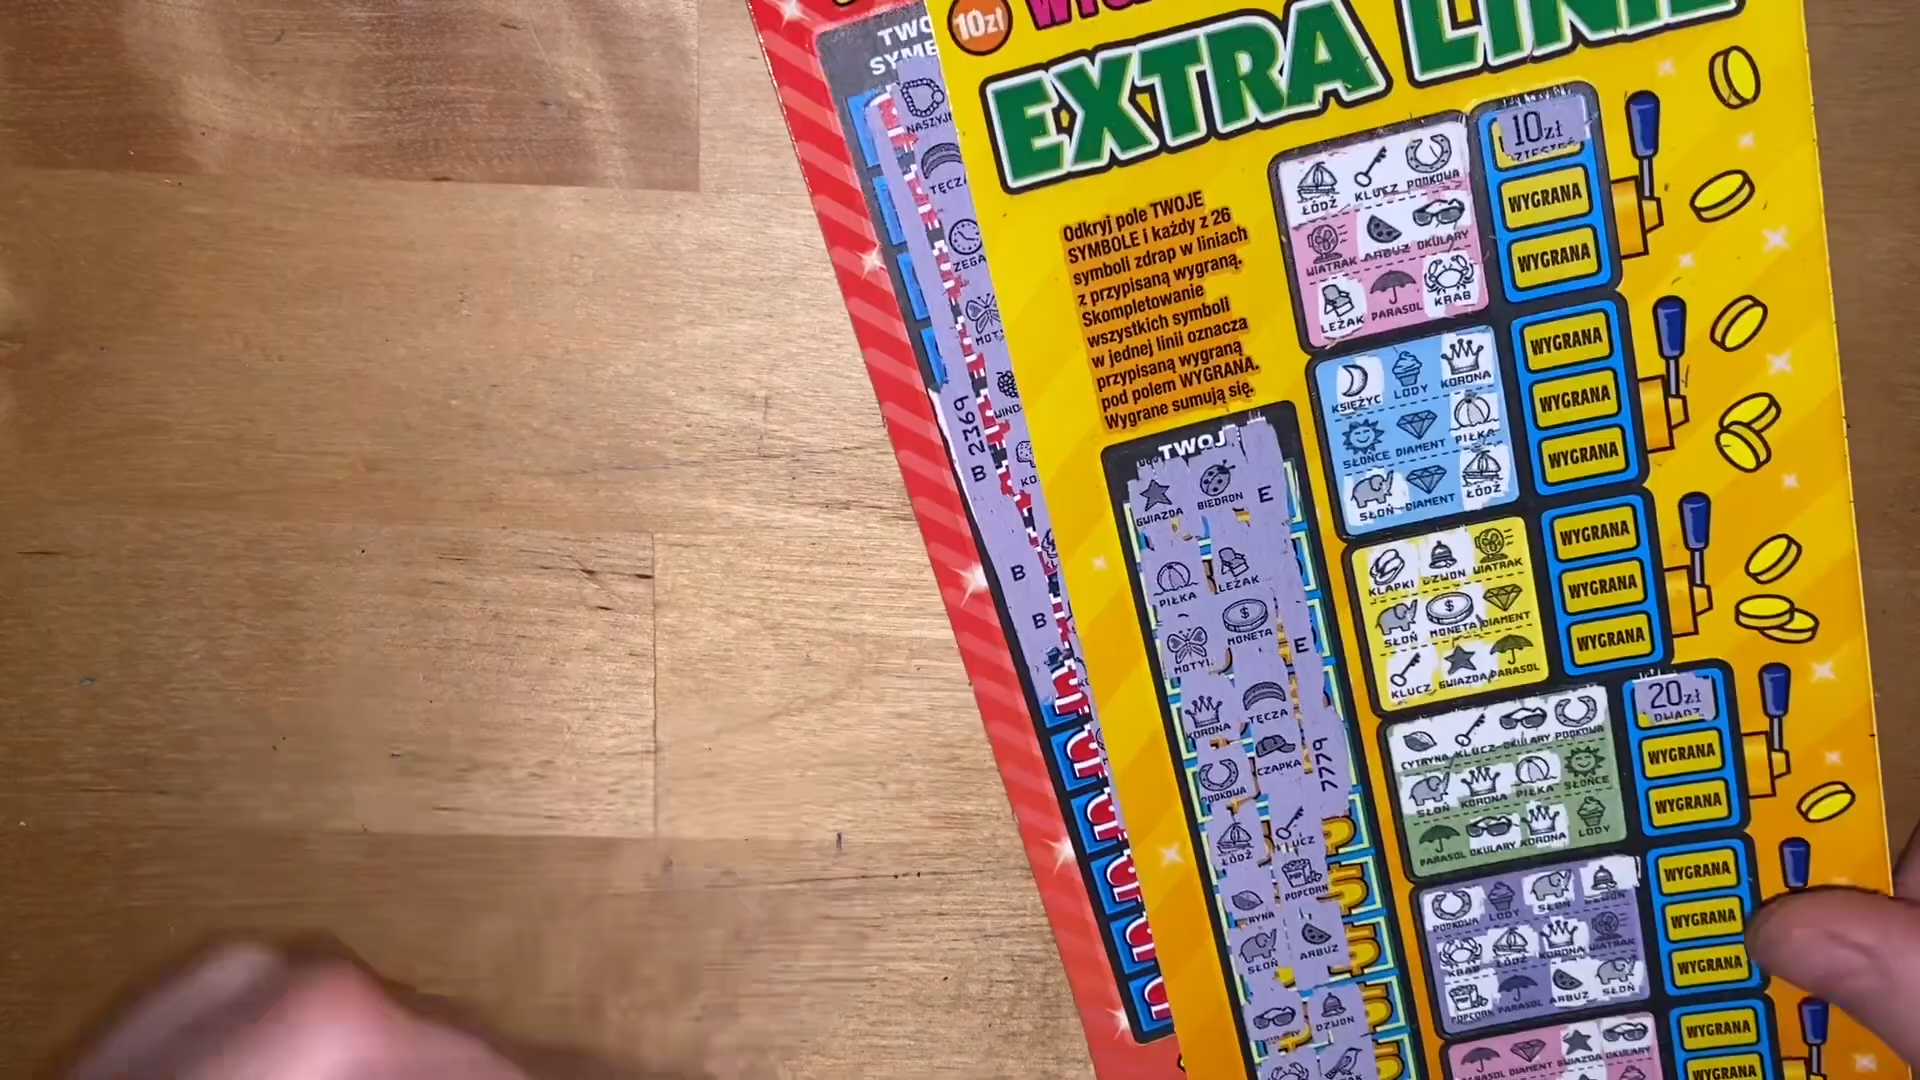 10zł
EXTRA LINIE
Odkryj pole TWOJE
SYMBOLE i każdy z 26
symboli zdrap w liniach
z przypisaną wygraną.
Skompletowanie
wszystkich symboli
w jednej linii oznacza
przypisaną wygraną
pod polem WYGRANA.
Wygrane sumują się.
10zł
ŁÓDŹ KLUCZ PODKOWA
WYGRANA
WIATRAK ARBUZ OKULARY
WYGRANA
LEŻAK PARASOL KRAB
KSIĘŻYC LODY KORONA
WYGRANA
SŁOŃCE DIAMENT PIŁKA
WYGRANA
SŁOŃ DIAMENT ŁÓDŹ
WYGRANA
KLAPKI DZWON WIATRAK
WYGRANA
SŁOŃ MONETA DIAMENT
WYGRANA
KLUCZ GWIAZDA PARASOL
WYGRANA
20zł
CYTRYNA KLUCZ OKULARY PODKOWA
WYGRANA
SŁOŃ KORONA PIŁKA SŁOŃCE
WYGRANA
PARASOL OKULARY KORONA LODY
PODKOWA LODY SŁOŃ DZWON
WYGRANA
KRAB ŁÓDŹ KORONA WIATRAK
WYGRANA
POPCORN PARASOL ARBUZ SŁOŃ
WYGRANA
PARASOL DIAMENT GWIAZDA OKULARY
WYGRANA
WYGRANA
GWIAZDA BIEDRON E
PIŁKA LEŻAK
MOTYL MONETA E
KORONA TĘCZA
PODKOWA CZAPKA 7779
ŁÓDŹ KLUCZ
RYNA POPCORN
SŁOŃ ARBUZ
DZWON
TĘCZA
B 2369
B
B